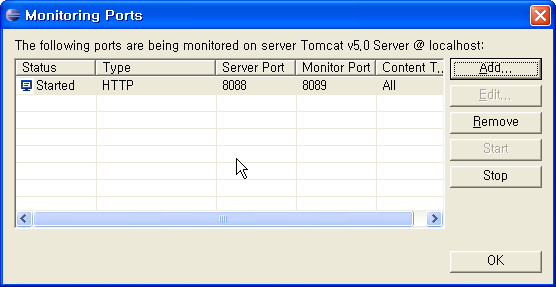 Monitoring Ports
The following ports are being monitored on server Tomcat v5.0 Server @ localhost:
Status Type Server Port Monitor Port Content T...
Started HTTP 8088 8089 All
Add...
Edit...
Remove
Start
Stop
OK